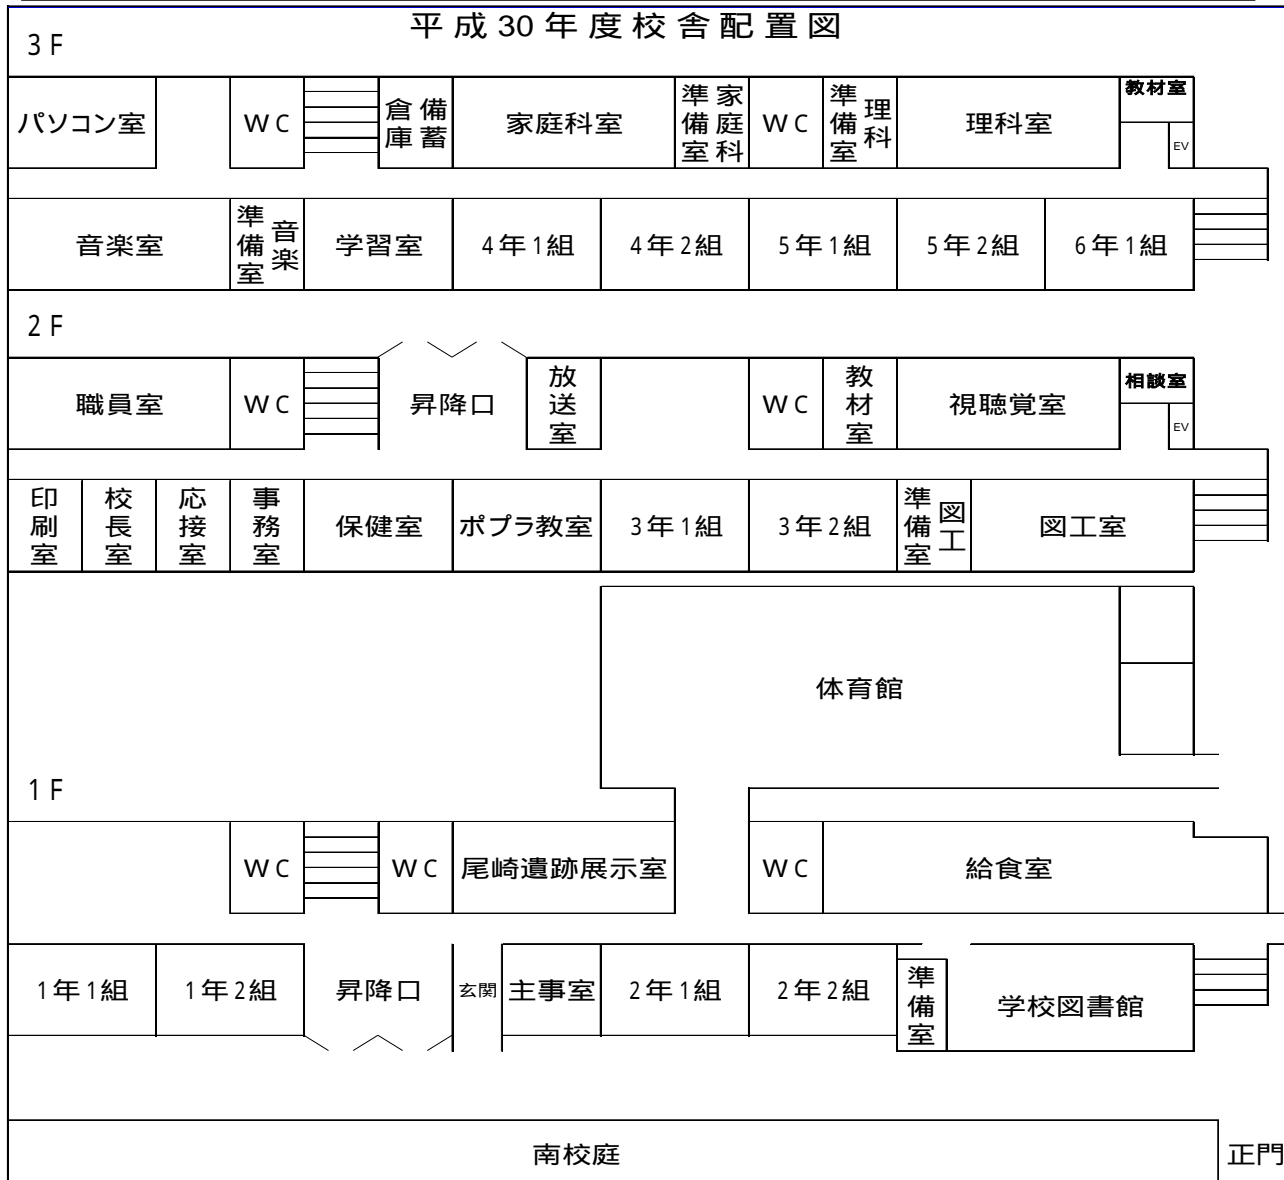 平成30年度校舎配置図
3F
パソコン室
WC
備蓄倉庫
家庭科室
家庭科準備室
WC
理科準備室
理科室
教材室
EV
音楽室
音楽準備室
学習室
4年1組
4年2組
5年1組
5年2組
6年1組
2F
職員室
WC
昇降口
放送室
WC
教材室
視聴覚室
相談室
EV
印刷室
校長室
応接室
事務室
保健室
ポプラ教室
3年1組
3年2組
図工準備室
図工室
体育館
1F
WC
WC
尾崎遺跡展示室
WC
給食室
1年1組
1年2組
昇降口
玄関
主事室
2年1組
2年2組
準備室
学校図書館
南校庭
正門